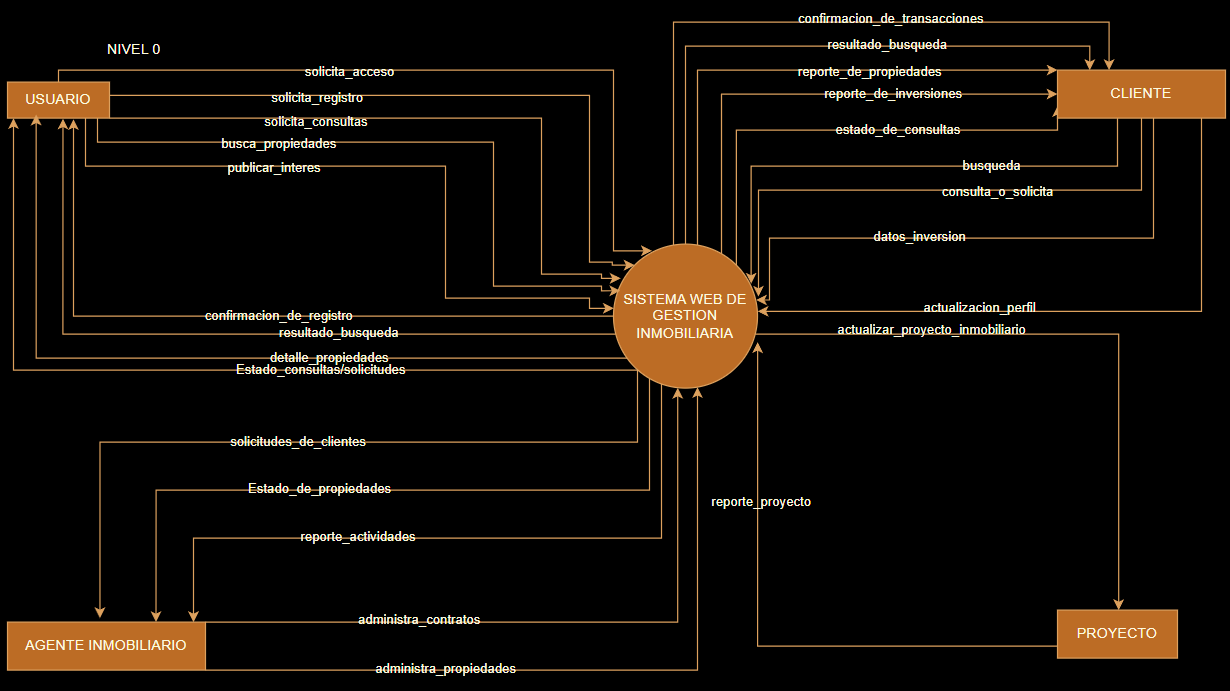 NIVEL 0
confirmacion_de_transacciones
resultado_busqueda
solicita_acceso
reporte_de_propiedades
USUARIO
CLIENTE
solicita_registro
reporte_de_inversiones
solicita_consultas
estado_de_consultas
busca_propiedades
publicar_interes
busqueda
consulta_o_solicita
datos_inversion
SISTEMA WEB DE
GESTION
INMOBILIARIA
actualizacion_perfil
confirmacion_de_registro
actualizar_proyecto_inmobiliario
resultado_busqueda
detalle_propiedades
Estado_consultas/solicitudes
solicitudes_de_clientes
Estado_de_propiedades
reporte_proyecto
reporte_actividades
administra_contratos
PROYECTO
AGENTE INMOBILIARIO
administra_propiedades